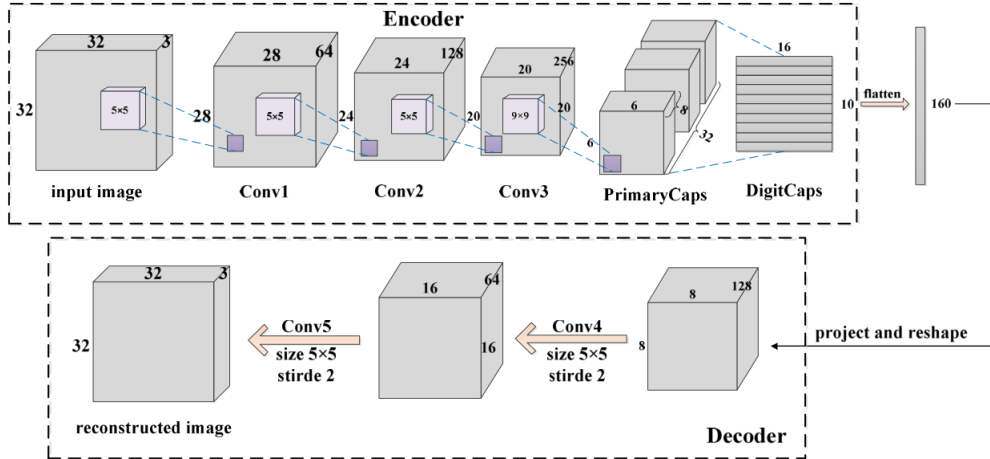 Encoder
32
3
32
5×5
input image
28
64
28
5×5
Conv1
24
128
24
5×5
Conv2
20
256
20
9×9
Conv3
20
6
6
8
32
PrimaryCaps
16
10
DigitCaps
flatten
160
32
3
32
reconstructed image
Conv5
size 5×5
stirde 2
16
64
16
Conv4
size 5×5
stirde 2
8
128
8
project and reshape
Decoder